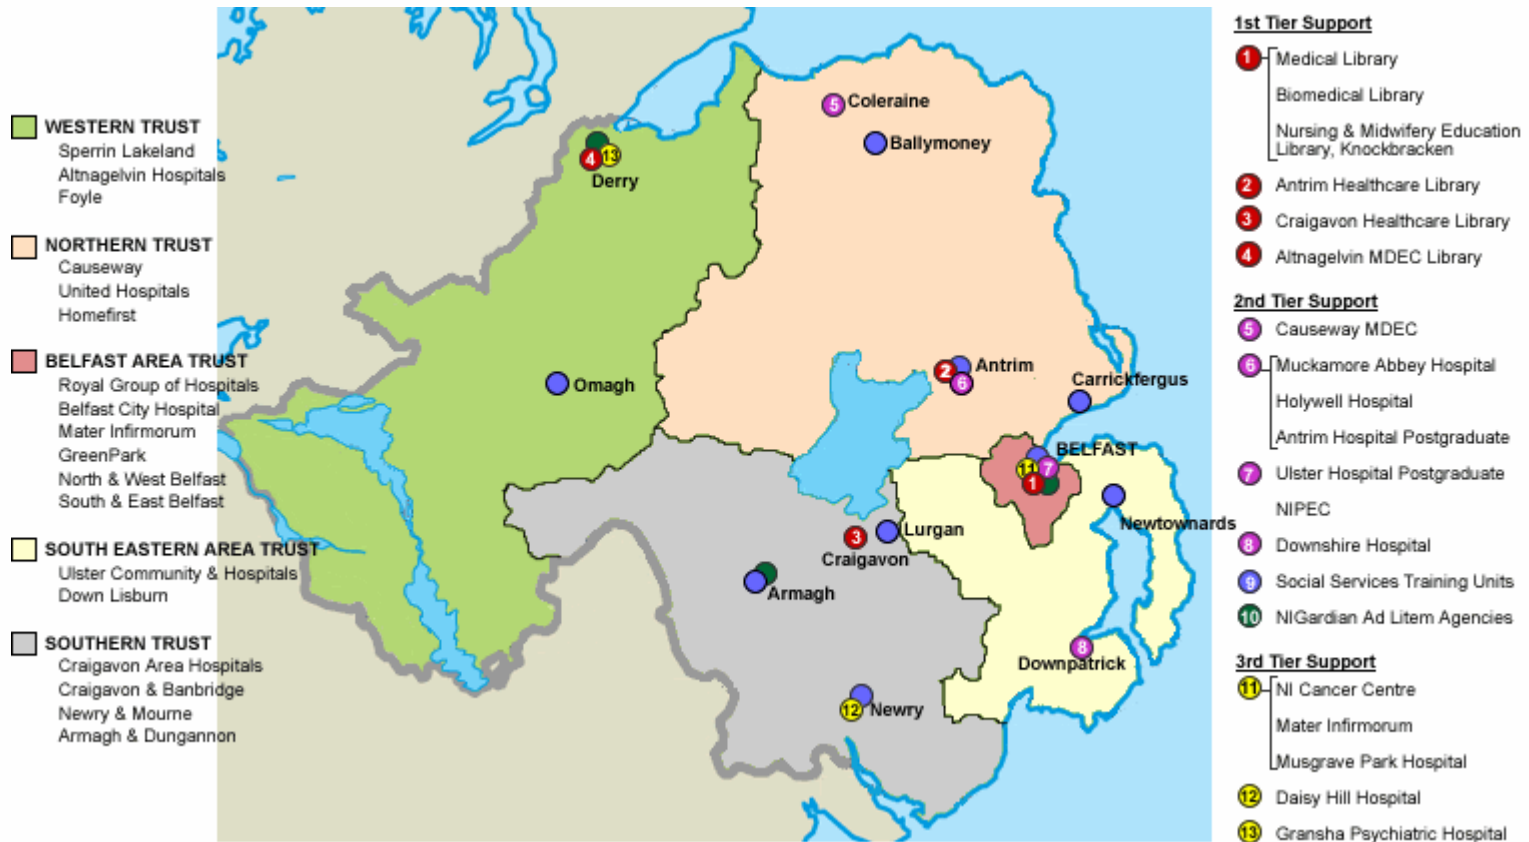 WESTERN TRUST
Sperrin Lakeland
Altnagelvin Hospitals
Foyle
NORTHERN TRUST
Causeway
United Hospitals
Homefirst
BELFAST AREA TRUST
Royal Group of Hospitals
Belfast City Hospital
Mater Infirmorum
GreenPark
North & West Belfast
South & East Belfast
SOUTH EASTERN AREA TRUST
Ulster Community & Hospitals
Down Lisburn
SOUTHERN TRUST
Craigavon Area Hospitals
Craigavon & Banbridge
Newry & Mourne
Armagh & Dungannon
5 Coleraine
Ballymoney
4 13
Derry
Omagh
2 Antrim
6
Carrickfergus
BELFAST
11 7
1
Newtownards
Lurgan
3
Craigavon
Armagh
8
Downpatrick
12 Newry
1st Tier Support
1 Medical Library
Biomedical Library
Nursing & Midwifery Education
Library, Knockbracken
2 Antrim Healthcare Library
3 Craigavon Healthcare Library
4 Altnagelvin MDEC Library
2nd Tier Support
5 Causeway MDEC
6 Muckamore Abbey Hospital
Holywell Hospital
Antrim Hospital Postgraduate
7 Ulster Hospital Postgraduate
NIPEC
8 Downshire Hospital
9 Social Services Training Units
10 NIGardian Ad Litem Agencies
3rd Tier Support
11 NI Cancer Centre
Mater Infirmorum
Musgrave Park Hospital
12 Daisy Hill Hospital
13 Gransha Psychiatric Hospital